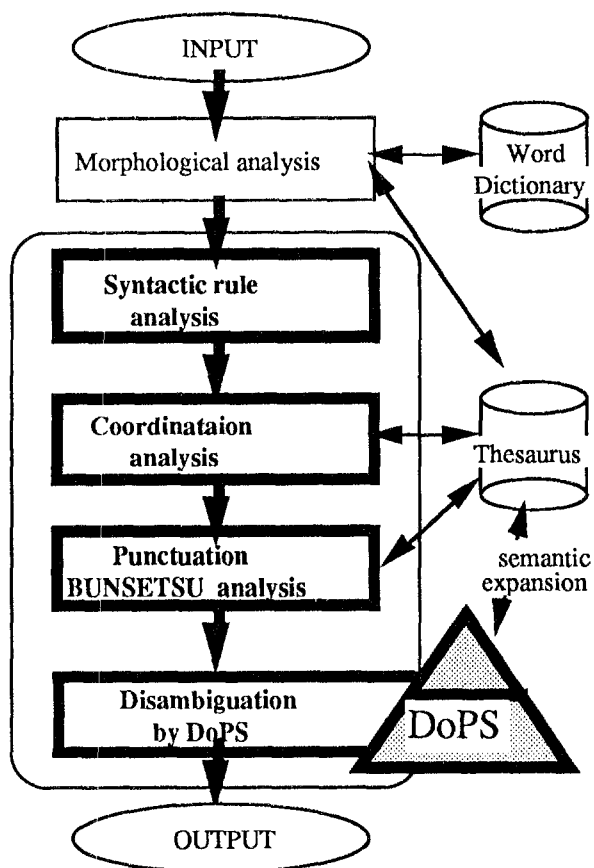 INPUT
Morphological analysis
Word
Dictionary
Syntactic rule
analysis
Coordinataion
analysis
Thesaurus
Punctuation
BUNSETSU analysis
semantic
expansion
Disambiguation
by DoPS
DoPS
OUTPUT